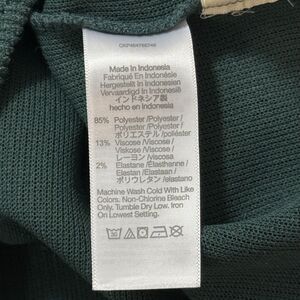 Made In Indonesia
Fabriqué En Indonésie
Hergestellt in Indonesien
Vervaardigd in Indonesië
インドネシア製
hecho en Indonesia
85% Polyester /Polyester/
Polyester /Polyester /
ポリエステル /poliéster
13% Viscose /Viscose /
Viskose /Viscose /
レーヨン /Viscosa
2% Elastane /Élasthanne /
Elastan /Elastaan /
ポリウレタン /elastano
Machine Wash Cold With Like
Colors. Non-Chlorine Bleach
Only. Tumble Dry Low. Iron
On Lowest Setting.